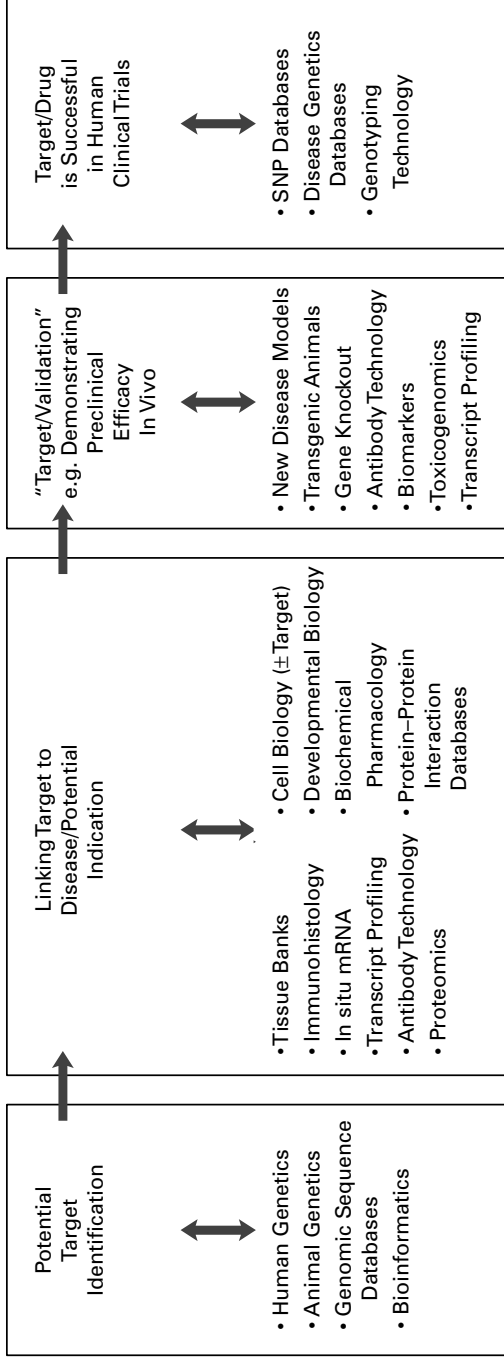 Potential
Target
Identification
• Human Genetics
• Animal Genetics
• Genomic Sequence
Databases
• Bioinformatics
Linking Target to
Disease/Potential
Indication
• Tissue Banks
• Immunohistology
• In situ mRNA
• Transcript Profiling
• Antibody Technology
• Proteomics
• Cell Biology (±Target)
• Developmental Biology
• Biochemical
Pharmacology
• Protein–Protein
Interaction
Databases
“Target/Validation”
e.g. Demonstrating
Preclinical
Efficacy
In Vivo
• New Disease Models
• Transgenic Animals
• Gene Knockout
• Antibody Technology
• Biomarkers
• Toxicogenomics
• Transcript Profiling
Target/Drug
is Successful
in Human
Clinical Trials
• SNP Databases
• Disease Genetics
Databases
• Genotyping
Technology